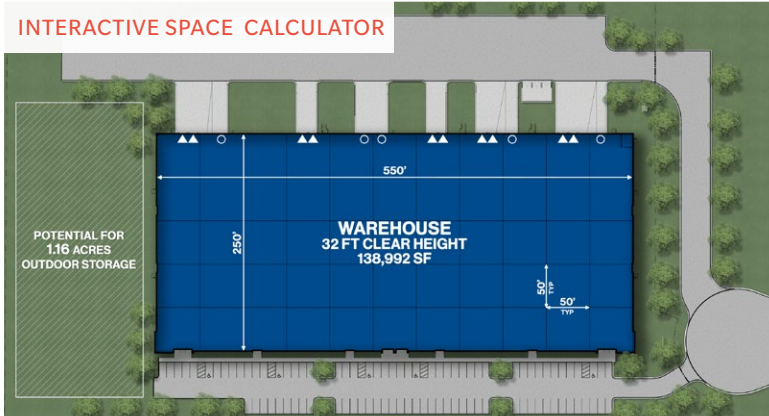 INTERACTIVE SPACE CALCULATOR
550'
250'
WAREHOUSE
32 FT CLEAR HEIGHT
138,992 SF
POTENTIAL FOR
1.16 ACRES
OUTDOOR STORAGE
50'
TYP
50'
TYP